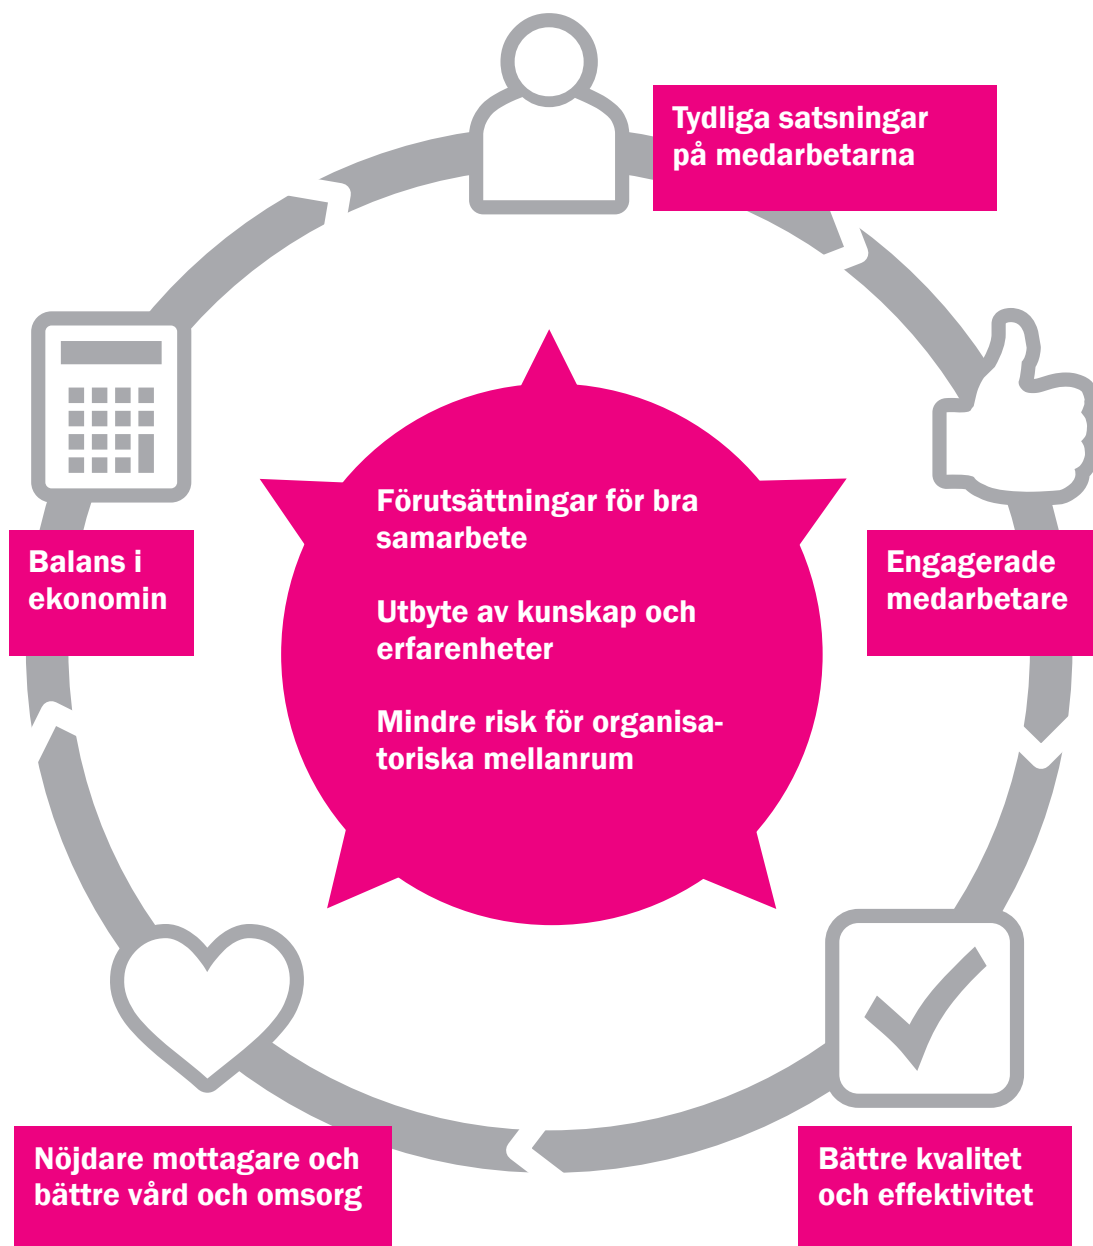 Tydliga satsningar
på medarbetarna
Engagerade
medarbetare
Bättre kvalitet
och effektivitet
Nöjdare mottagare och
bättre vård och omsorg
Balans i
ekonomin
Förutsättningar för bra
samarbete
Utbyte av kunskap och
erfarenheter
Mindre risk för organisa-
toriska mellanrum